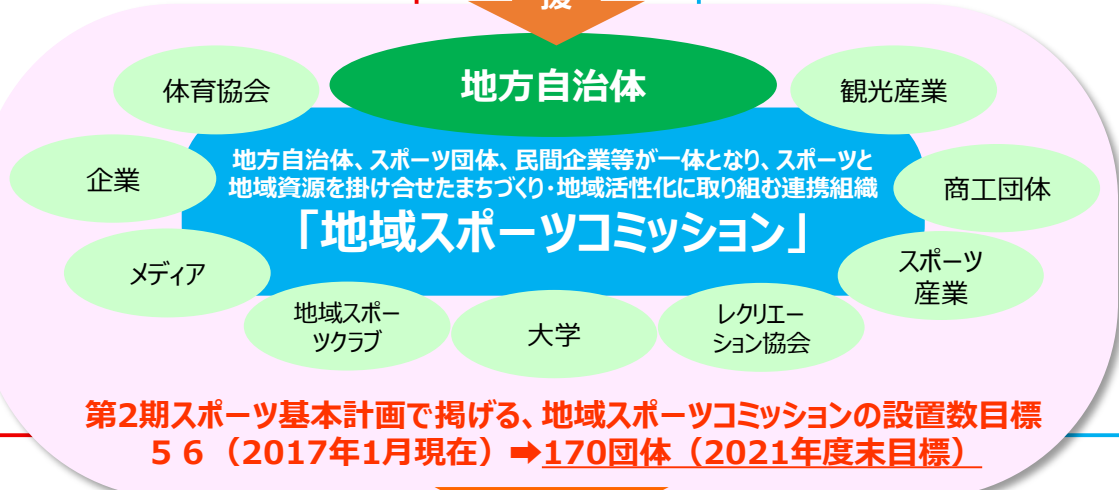 援
地方自治体
体育協会
観光産業
地方自治体、スポーツ団体、民間企業等が一体となり、スポーツと
地域資源を掛け合せたまちづくり・地域活性化に取り組む連携組織
「地域スポーツコミッション」
企業
商工団体
メディア
スポーツ
産業
地域スポー
ツクラブ
大学
レクリエー
ション協会
第2期スポーツ基本計画で掲げる、地域スポーツコミッションの設置数目標
５６（2017年1月現在）➡170団体（2021年度末目標）